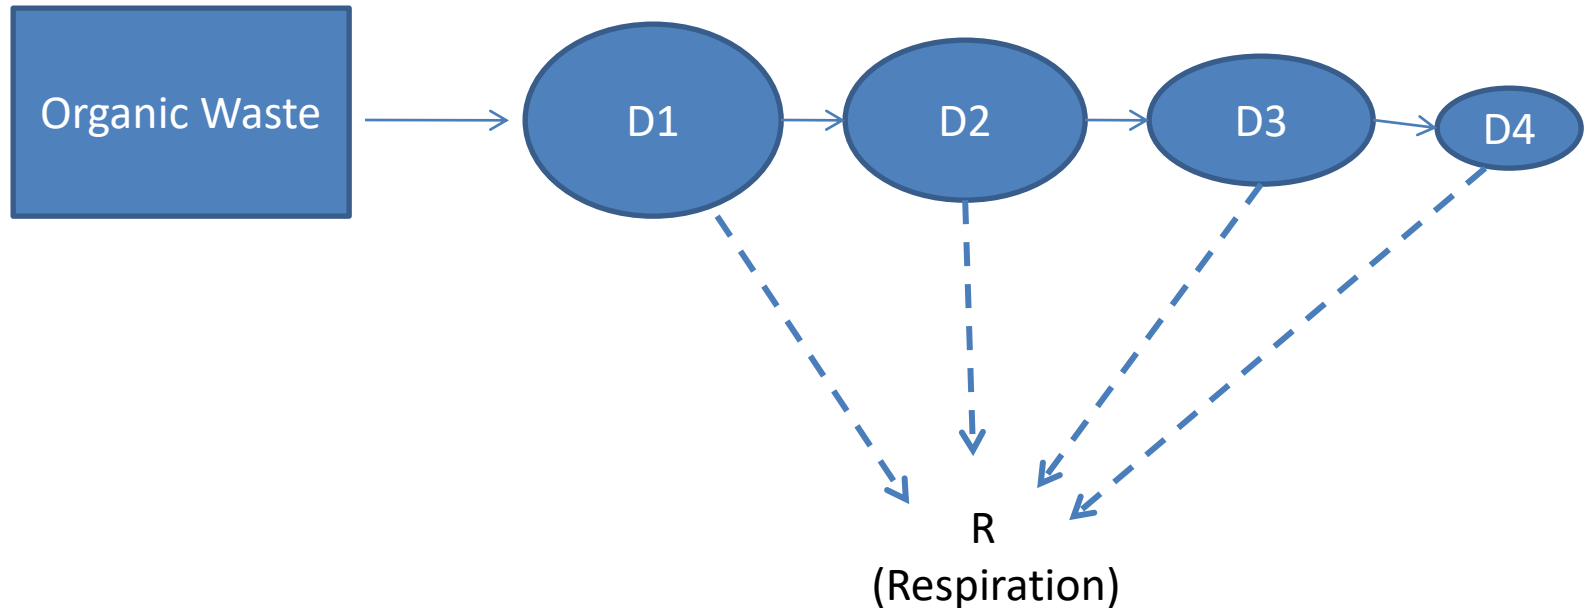 Organic Waste
D1
D2
D3
D4
R
(Respiration)